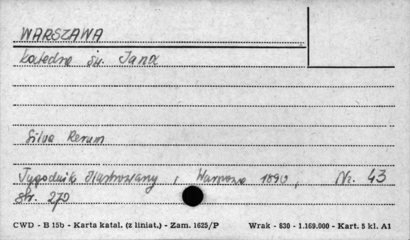 WARSZAWA
katedra św. Jana
Silva Rerum
Tygodnik Ilustrowany, Warszawa 1890, Nr. 43
str. 270
CWD - B 15b - Karta katal. (z liniat.) - Zam. 1625/P Wrak - 830 - 1.169.000 - Kart. 5 kl. A1